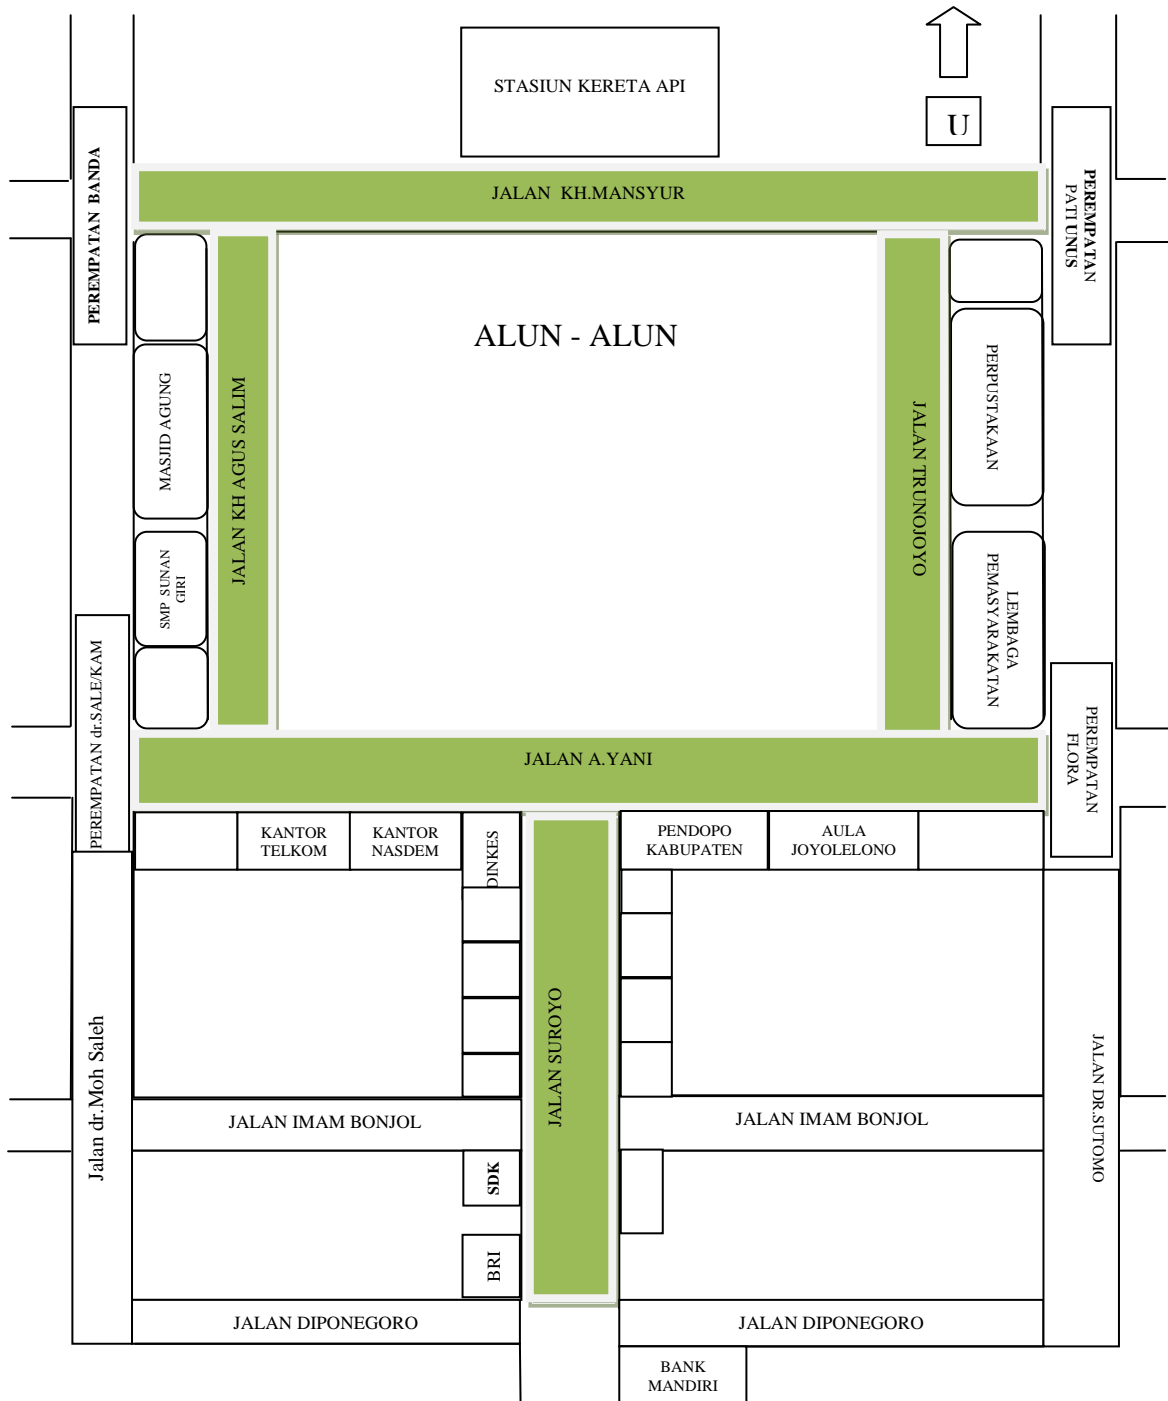 STASIUN KERETA API
U
PEREMPATAN BANDA
JALAN KH.MANSYUR
PEREMPATAN
PATI UNUS
ALUN - ALUN
MASJID AGUNG
JALAN KH AGUS SALIM
JALAN TRUNOJOYO
PERPUSTAKAAN
SMP SUNAN
GIRI
LEMBAGA
PEMASYARAKATAN
PEREMPATAN dr.SALE/KAM
JALAN A.YANI
PEREMPATAN
FLORA
KANTOR
TELKOM
KANTOR
NASDEM
DINKES
PENDOPO
KABUPATEN
AULA
JOYOLELONO
Jalan dr.Moh Saleh
JALAN SUROYO
JALAN DR.SUTOMO
JALAN IMAM BONJOL
JALAN IMAM BONJOL
SDK
BRI
JALAN DIPONEGORO
JALAN DIPONEGORO
BANK
MANDIRI